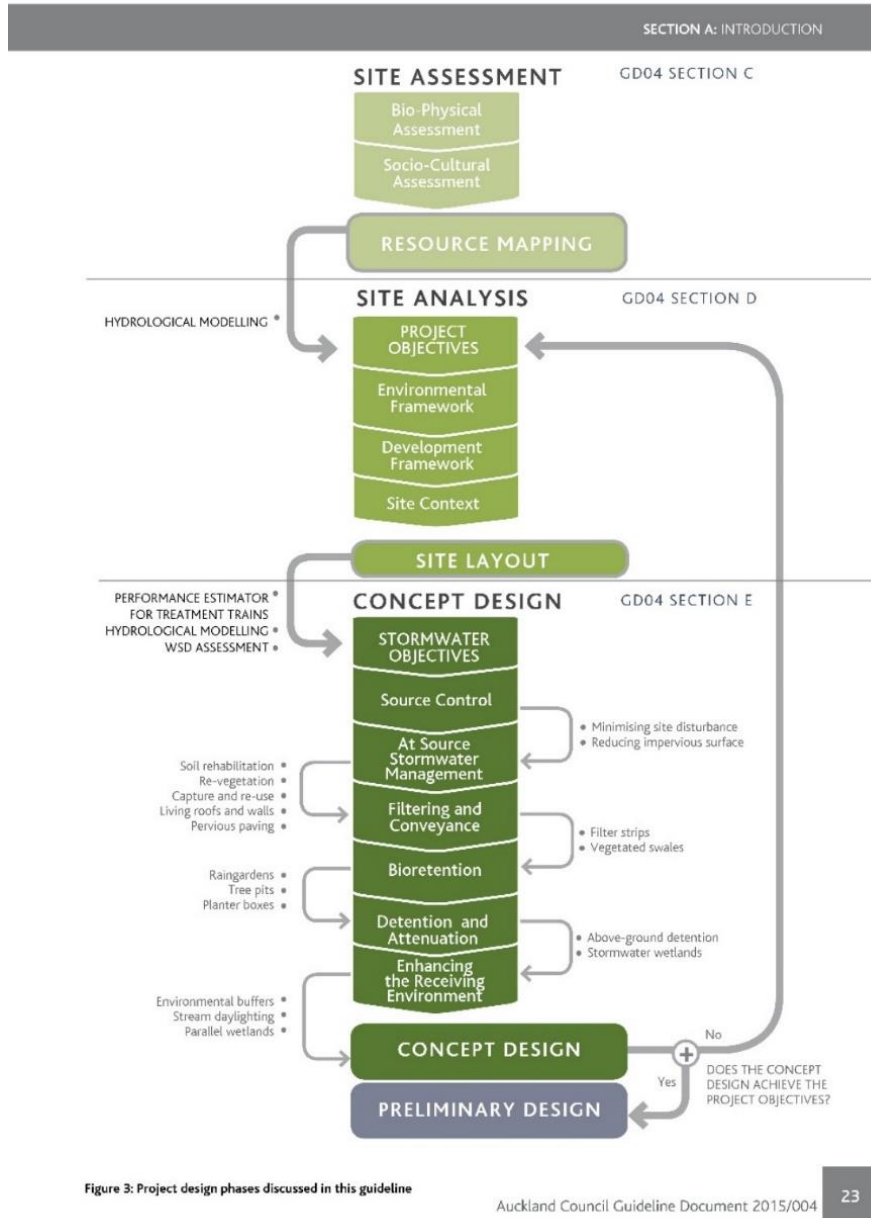 SECTION A: INTRODUCTION
SITE ASSESSMENT
GD04 SECTION C
Bio-Physical
Assessment
Socio-Cultural
Assessment
RESOURCE MAPPING
SITE ANALYSIS
GD04 SECTION D
HYDROLOGICAL MODELLING •
PROJECT
OBJECTIVES
Environmental
Framework
Development
Framework
Site Context
SITE LAYOUT
CONCEPT DESIGN
GD04 SECTION E
PERFORMANCE ESTIMATOR •
FOR TREATMENT TRAINS
HYDROLOGICAL MODELLING •
WSD ASSESSMENT •
STORMWATER
OBJECTIVES
Source Control
• Minimising site disturbance
• Reducing impervious surface
At Source
Stormwater
Management
Soil rehabilitation •
Re-vegetation •
Capture and re-use •
Living roofs and walls •
Pervious paving •
Filtering and
Conveyance
• Filter strips
• Vegetated swales
Bioretention
Raingardens •
Tree pits •
Planter boxes •
Detention and
Attenuation
• Above-ground detention
• Stormwater wetlands
Enhancing
the Receiving
Environment
Environmental buffers •
Stream daylighting •
Parallel wetlands •
CONCEPT DESIGN
No
Yes
DOES THE CONCEPT
DESIGN ACHIEVE THE
PROJECT OBJECTIVES?
PRELIMINARY DESIGN
Figure 3: Project design phases discussed in this guideline
Auckland Council Guideline Document 2015/004
23